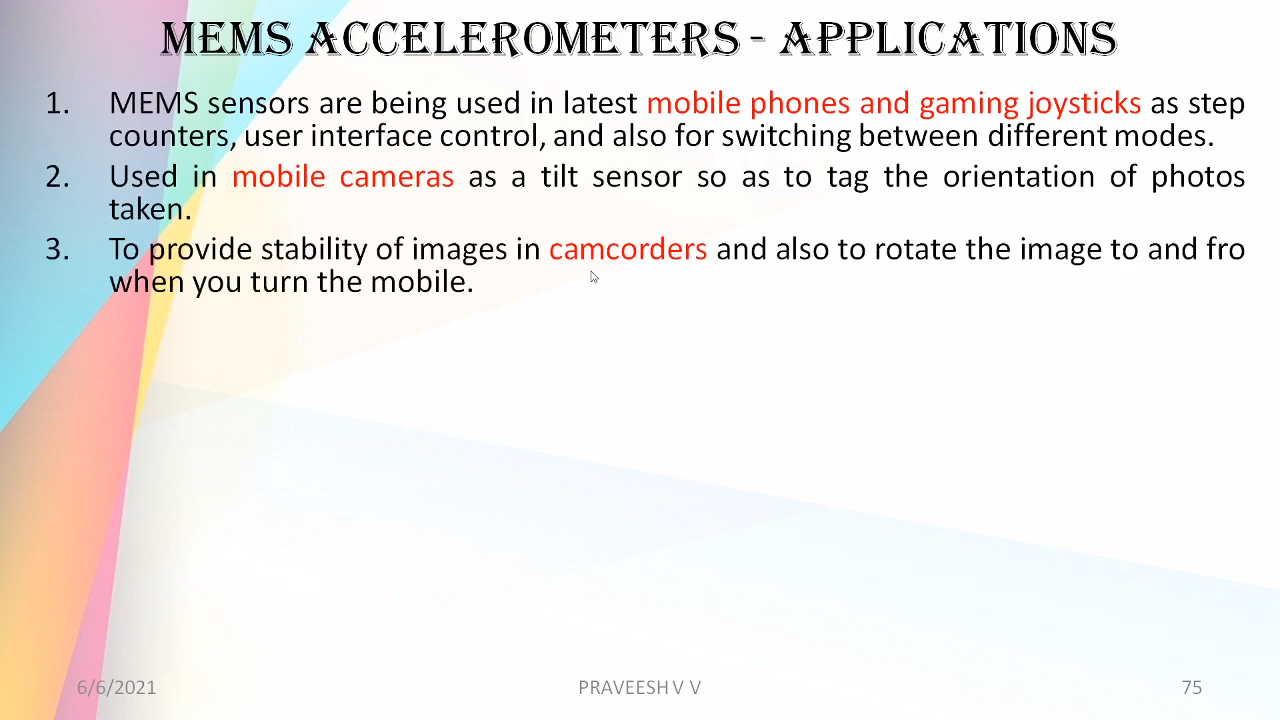 MEMS ACCELEROMETERS - APPLICATIONS
1. MEMS sensors are being used in latest mobile phones and gaming joysticks as step
counters, user interface control, and also for switching between different modes.
2. Used in mobile cameras as a tilt sensor so as to tag the orientation of photos
taken.
3. To provide stability of images in camcorders and also to rotate the image to and fro
when you turn the mobile.
6/6/2021 PRAVEESH V V 75